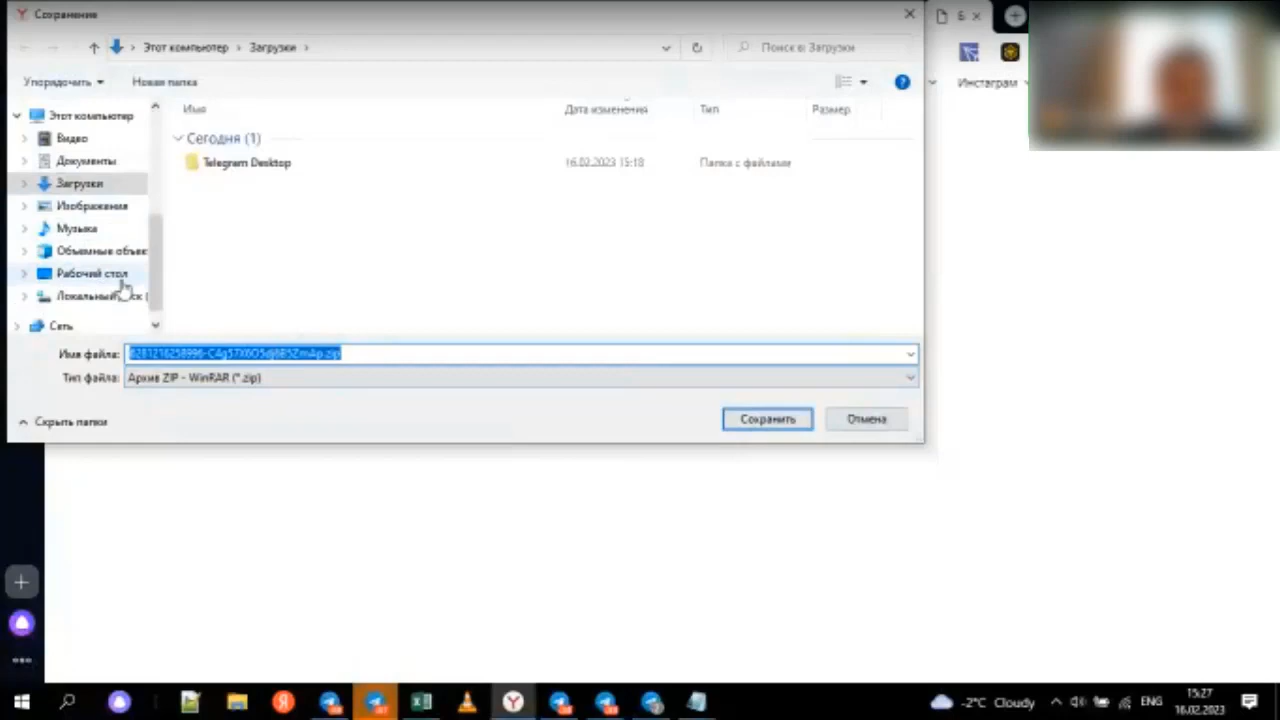 Сохранение
Б
Этот компьютер › Загрузки ›
Поиск в: Загрузки
Упорядочить
Новая папка
Инстаграм
Имя
Дата изменения
Тип
Размер
Этот компьютер
Видео
Документы
Загрузки
Изображения
Музыка
Объемные объек
Рабочий стол
Сеть
Сегодня (1)
Telegram Desktop
16.02.2023 15:18
Папка с файлами
Имя файла:
Тип файла:
Архив ZIP - WinRAR (*.zip)
Скрыть папки
Сохранить
Отмена
-2°C Cloudy
ENG
15:27
16.02.2023